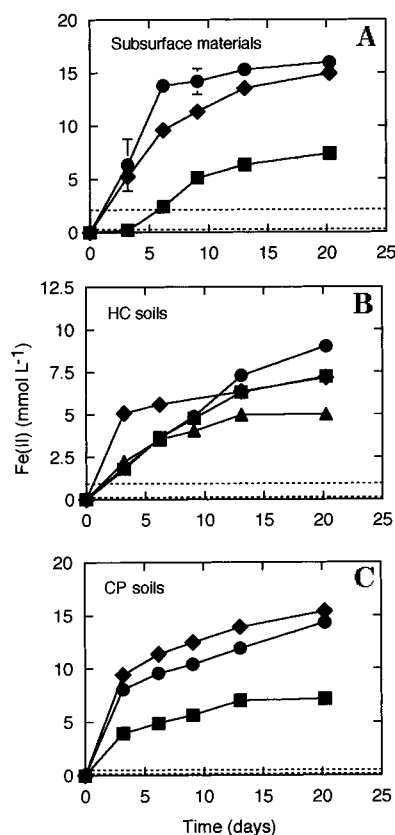 A
Subsurface materials
20
15
10
5
0
0 5 10 15 20 25
B
HC soils
12.5
10
7.5
5
2.5
0
0 5 10 15 20 25
Fe(II) (mmol L-1)
C
CP soils
20
15
10
5
0
0 5 10 15 20 25
Time (days)